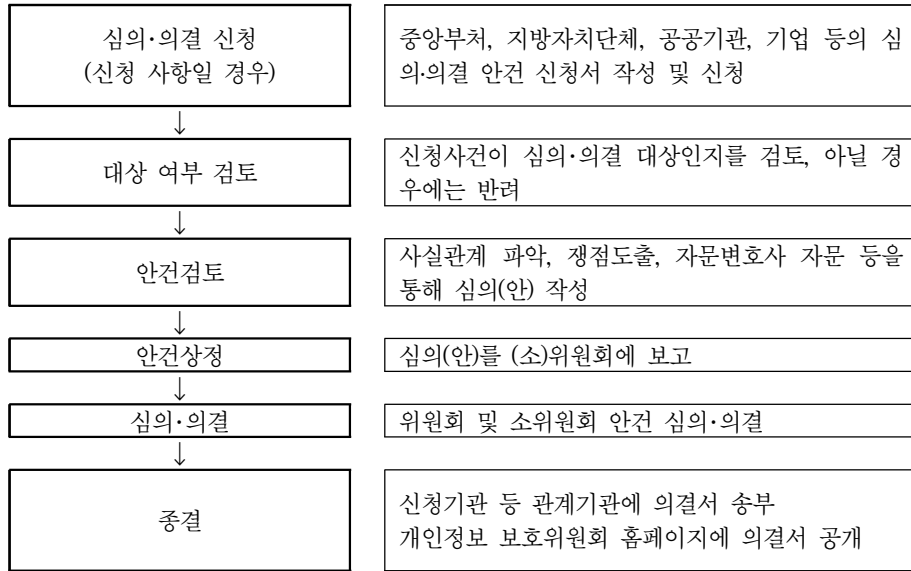 심의·의결 신청
(신청 사항일 경우)
중앙부처, 지방자치단체, 공공기관, 기업 등의 심
의·의결 안건 신청서 작성 및 신청
↓
대상 여부 검토
신청사건이 심의·의결 대상인지를 검토, 아닐 경
우에는 반려
↓
안건검토
사실관계 파악, 쟁점도출, 자문변호사 자문 등을
통해 심의(안) 작성
↓
안건상정
심의(안)를 (소)위원회에 보고
↓
심의·의결
위원회 및 소위원회 안건 심의·의결
↓
종결
신청기관 등 관계기관에 의결서 송부
개인정보 보호위원회 홈페이지에 의결서 공개